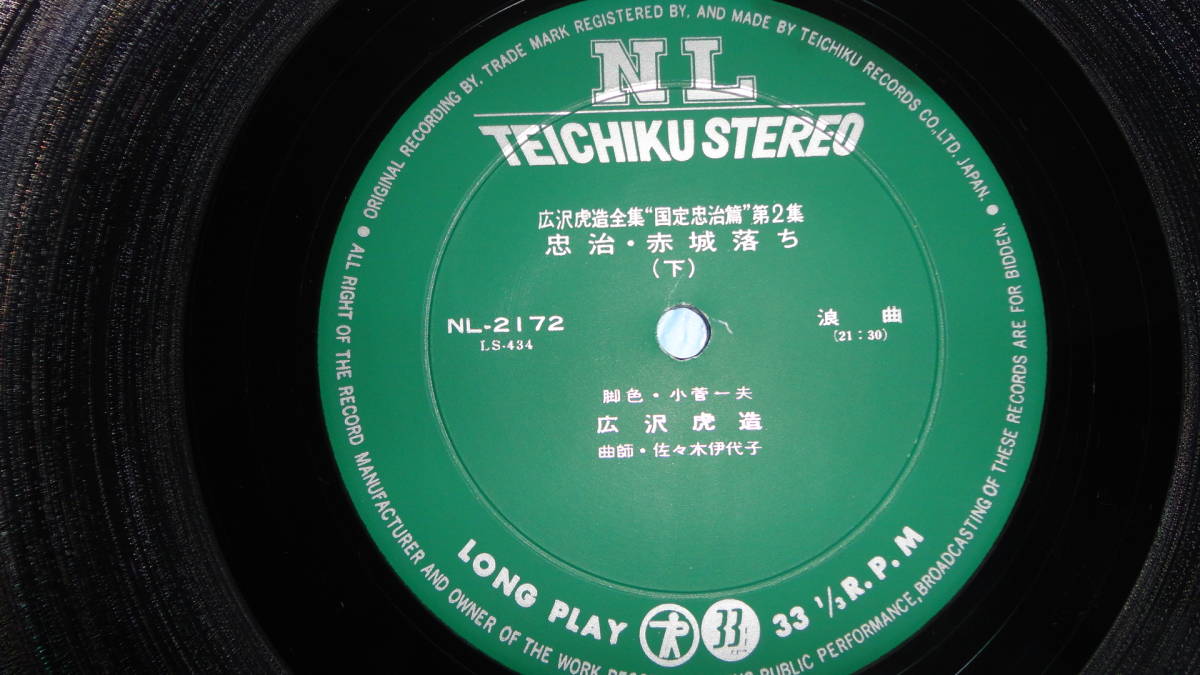 ORIGINAL RECORDING BY. TRADE MARK REGISTERED BY. AND MADE BY TEICHIKU RECORDS CO., LTD. JAPAN.
NL
TEICHIKU STEREO
広沢虎造全集“国定忠治篇”第2集
忠治・赤城落ち
(下)
NL-2172
LS-434
浪曲
(21:30)
脚色・小菅一夫
広沢虎造
曲師・佐々木伊代子
LONG PLAY
33
33 1/3 R.P.M
ALL RIGHT OF THE RECORD MANUFACTURER AND OWNER OF THE WORK
PUBLIC PERFORMANCE, BROADCASTING OF THESE RECORDS ARE FOR BIDDEN.